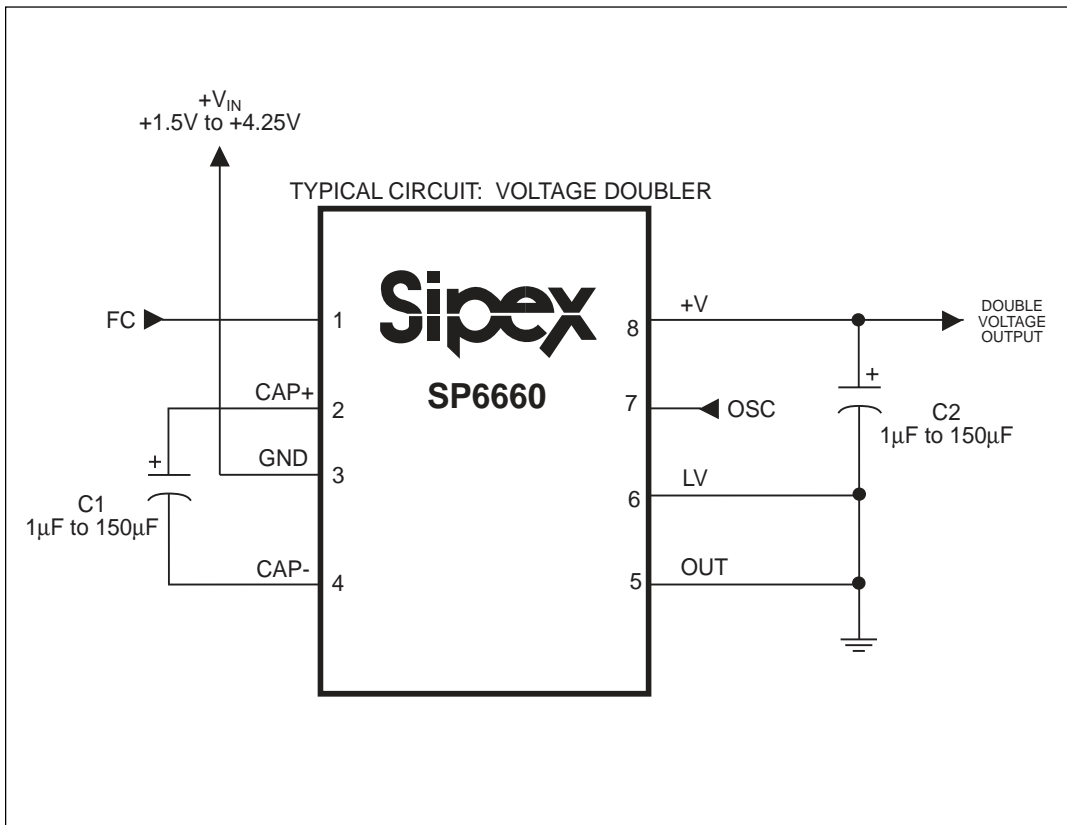 +VIN
+1.5V to +4.25V
TYPICAL CIRCUIT: VOLTAGE DOUBLER
Sipex
SP6660
FC
1
CAP+
2
GND
3
+
C1
1μF to 150μF
CAP-
4
+V
8
DOUBLE
VOLTAGE
OUTPUT
7
OSC
+
C2
1μF to 150μF
LV
6
OUT
5